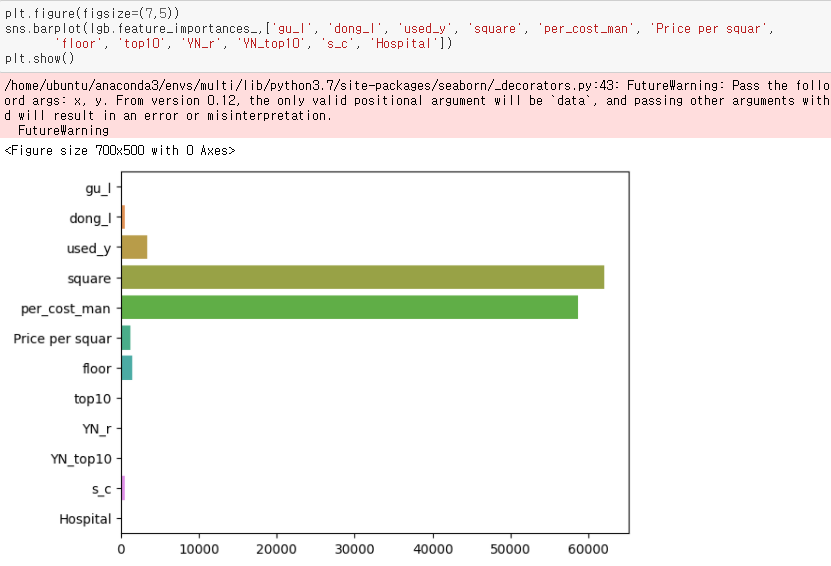 plt.figure(figsize=(7,5))
sns.barplot(lgb.feature_importances_,['gu_l', 'dong_l', 'used_y', 'square', 'per_cost_man', 'Price per squar',
'floor', 'top10', 'YN_r', 'YN_top10', 's_c', 'Hospital'])
plt.show()
/home/ubuntu/anaconda3/envs/multi/lib/python3.7/site-packages/seaborn/_decorators.py:43: FutureWarning: Pass the follo
ord args: x, y. From version 0.12, the only valid positional argument will be `data`, and passing other arguments with
d will result in an error or misinterpretation.
FutureWarning
<Figure size 700x500 with 0 Axes>
gu_l
dong_l
used_y
square
per_cost_man
Price per squar
floor
top10
YN_r
YN_top10
s_c
Hospital
0 10000 20000 30000 40000 50000 60000